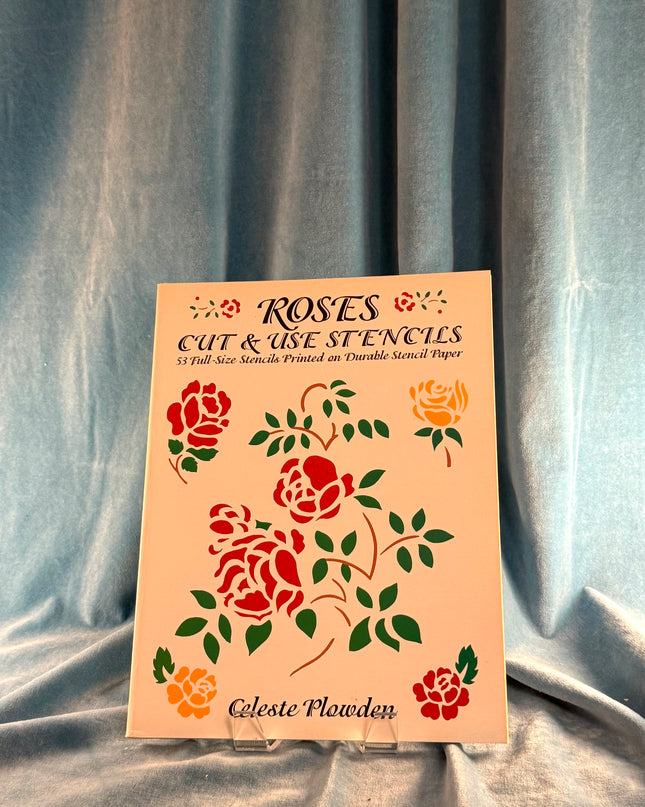 ROSES
CUT & USE STENCILS
53 Full-Size Stencils Printed on Durable Stencil Paper
Celeste Plowden